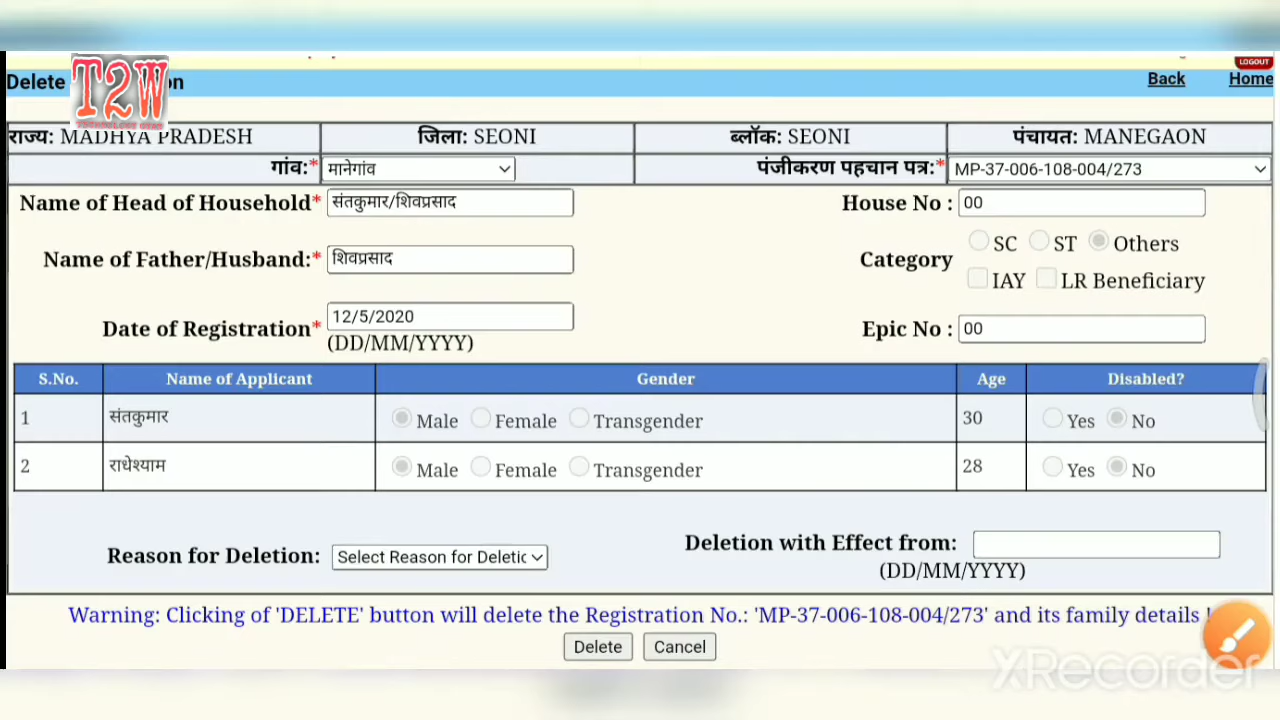 LOGOUT
Delete on Back Home
T2W
राज्य: MADHYA PRADESH जिला: SEONI ब्लॉक: SEONI पंचायत: MANEGAON
गांव:* मानेगांव पंजीकरण पहचान पत्र:* MP-37-006-108-004/273
Name of Head of Household* संतकुमार/शिवप्रसाद House No : 00
Name of Father/Husband:* शिवप्रसाद Category SC ST Others
IAY LR Beneficiary
Date of Registration* 12/5/2020 Epic No : 00
(DD/MM/YYYY)
S.No. Name of Applicant Gender Age Disabled?
1 संतकुमार Male Female Transgender 30 Yes No
2 राधेश्याम Male Female Transgender 28 Yes No
Reason for Deletion: Select Reason for Deletic Deletion with Effect from:
(DD/MM/YYYY)
Warning: Clicking of 'DELETE' button will delete the Registration No.: 'MP-37-006-108-004/273' and its family details !
Delete Cancel
XRecorder